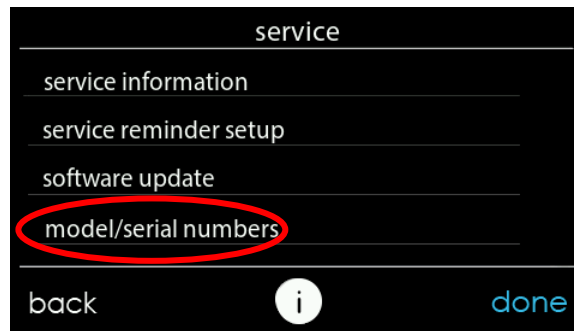 service
service information
service reminder setup
software update
model/serial numbers
back i done